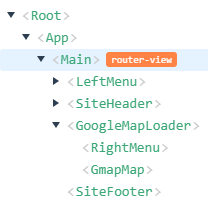 <Root>
<App>
<Main> router-view
<LeftMenu>
<SiteHeader>
<GoogleMapLoader>
<RightMenu>
<GmapMap>
<SiteFooter>